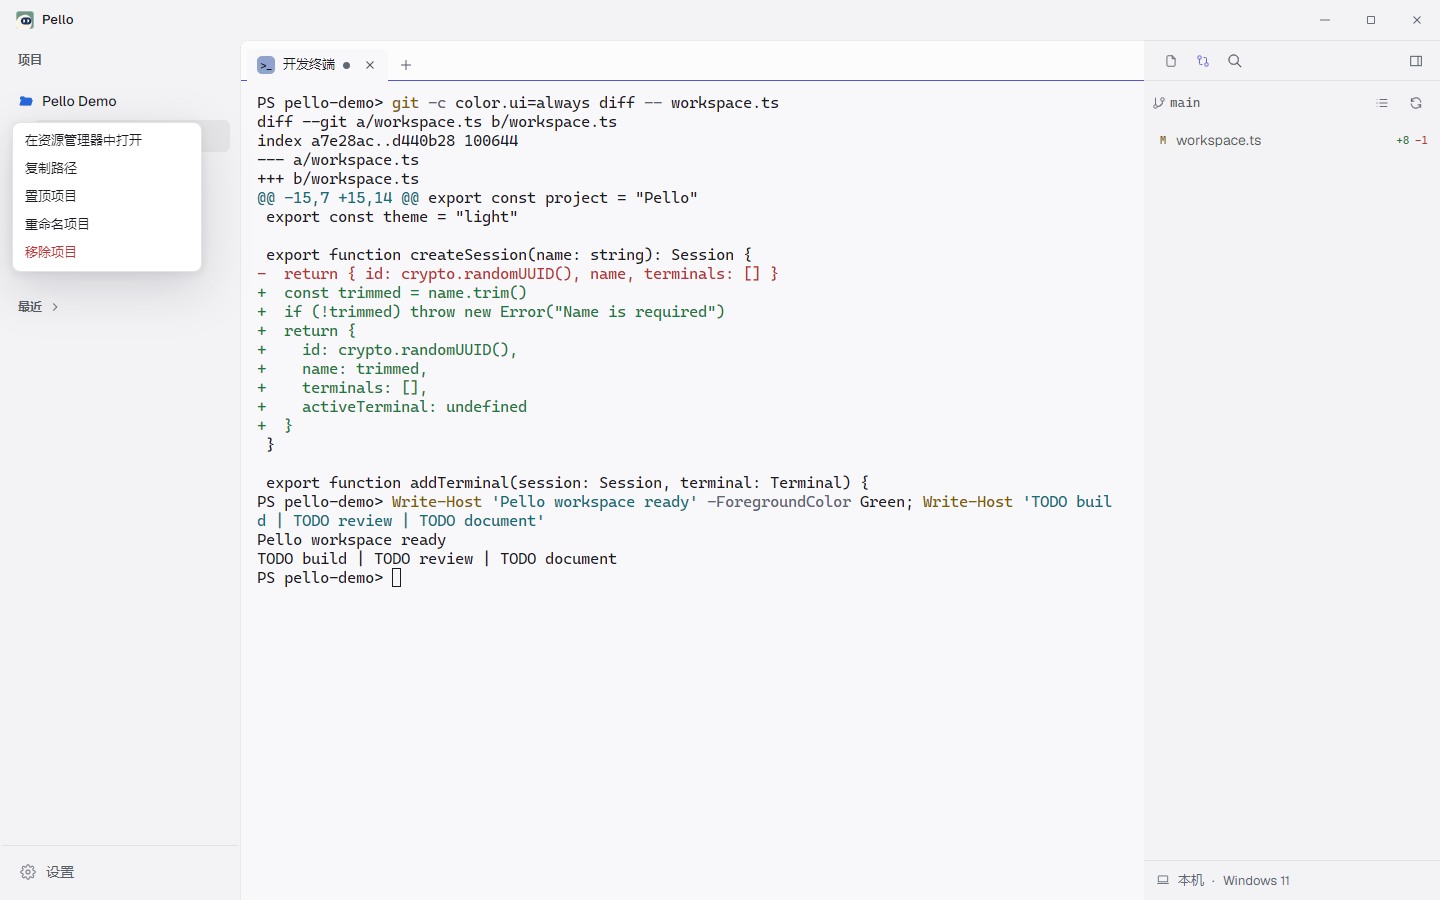 Pello
项目
Pello Demo
在资源管理器中打开
复制路径
置顶项目
重命名项目
移除项目
最近
设置
>_ 开发终端
PS pello-demo> git -c color.ui=always diff -- workspace.ts
diff --git a/workspace.ts b/workspace.ts
index a7e28ac..d440b28 100644
--- a/workspace.ts
+++ b/workspace.ts
@@ -15,7 +15,14 @@ export const project = "Pello"
 export const theme = "light"
 export function createSession(name: string): Session {
-  return { id: crypto.randomUUID(), name, terminals: [] }
+  const trimmed = name.trim()
+  if (!trimmed) throw new Error("Name is required")
+  return {
+    id: crypto.randomUUID(),
+    name: trimmed,
+    terminals: [],
+    activeTerminal: undefined
+  }
 }
 export function addTerminal(session: Session, terminal: Terminal) {
PS pello-demo> Write-Host 'Pello workspace ready' -ForegroundColor Green; Write-Host 'TODO buil
d | TODO review | TODO document'
Pello workspace ready
TODO build | TODO review | TODO document
PS pello-demo>
main
M workspace.ts +8 -1
本机 · Windows 11